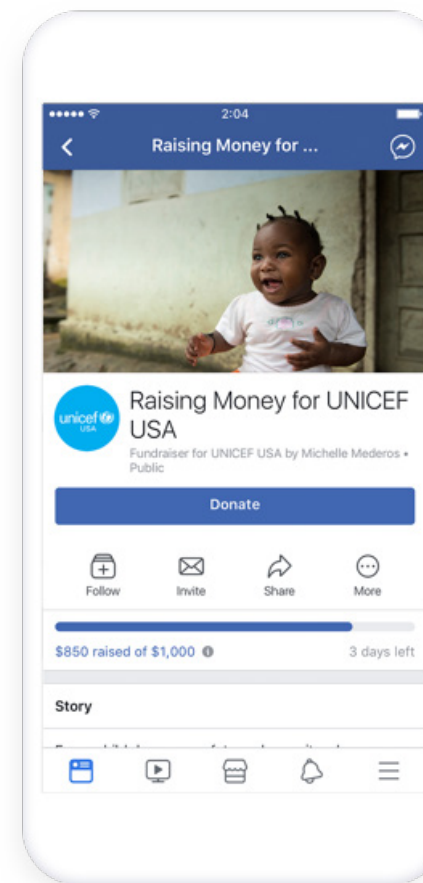 2:04
Raising Money for ...
unicef
USA
Raising Money for UNICEF
USA
Fundraiser for UNICEF USA by Michelle Mederos •
Public
Donate
Follow Invite Share More
$850 raised of $1,000 3 days left
Story